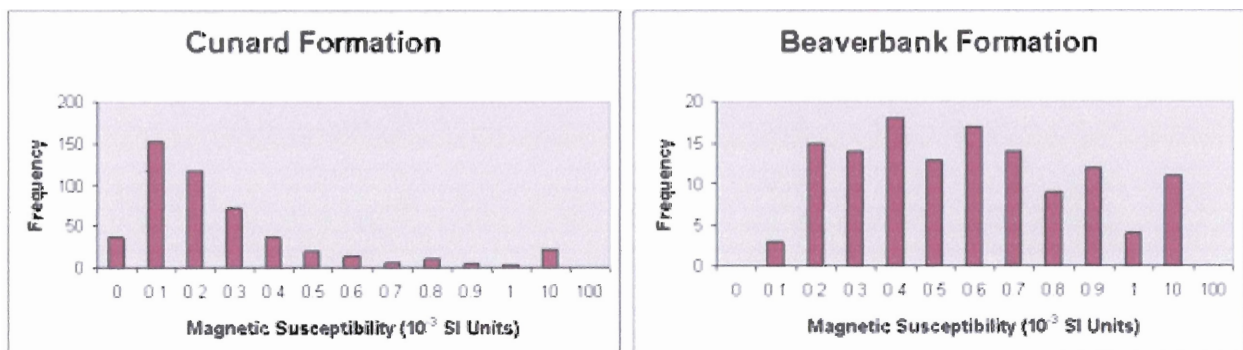 Cunard Formation
200
150
100
50
0
Frequency
0 0.1 0.2 0.3 0.4 0.5 0.6 0.7 0.8 0.9 1 10 100
Magnetic Susceptibility (10⁻³ SI Units)
Beaverbank Formation
20
15
10
5
0
Frequency
0 0.1 0.2 0.3 0.4 0.5 0.6 0.7 0.8 0.9 1 10 100
Magnetic Susceptibility (10⁻³ SI Units)